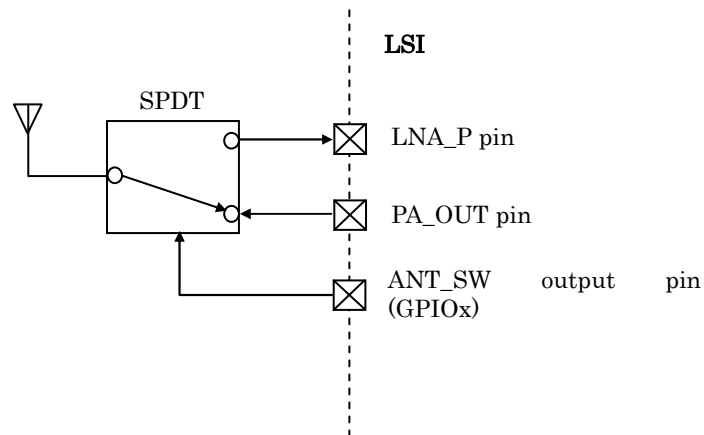 LSI
SPDT
LNA_P pin
PA_OUT pin
ANT_SW output pin
(GPIOx)